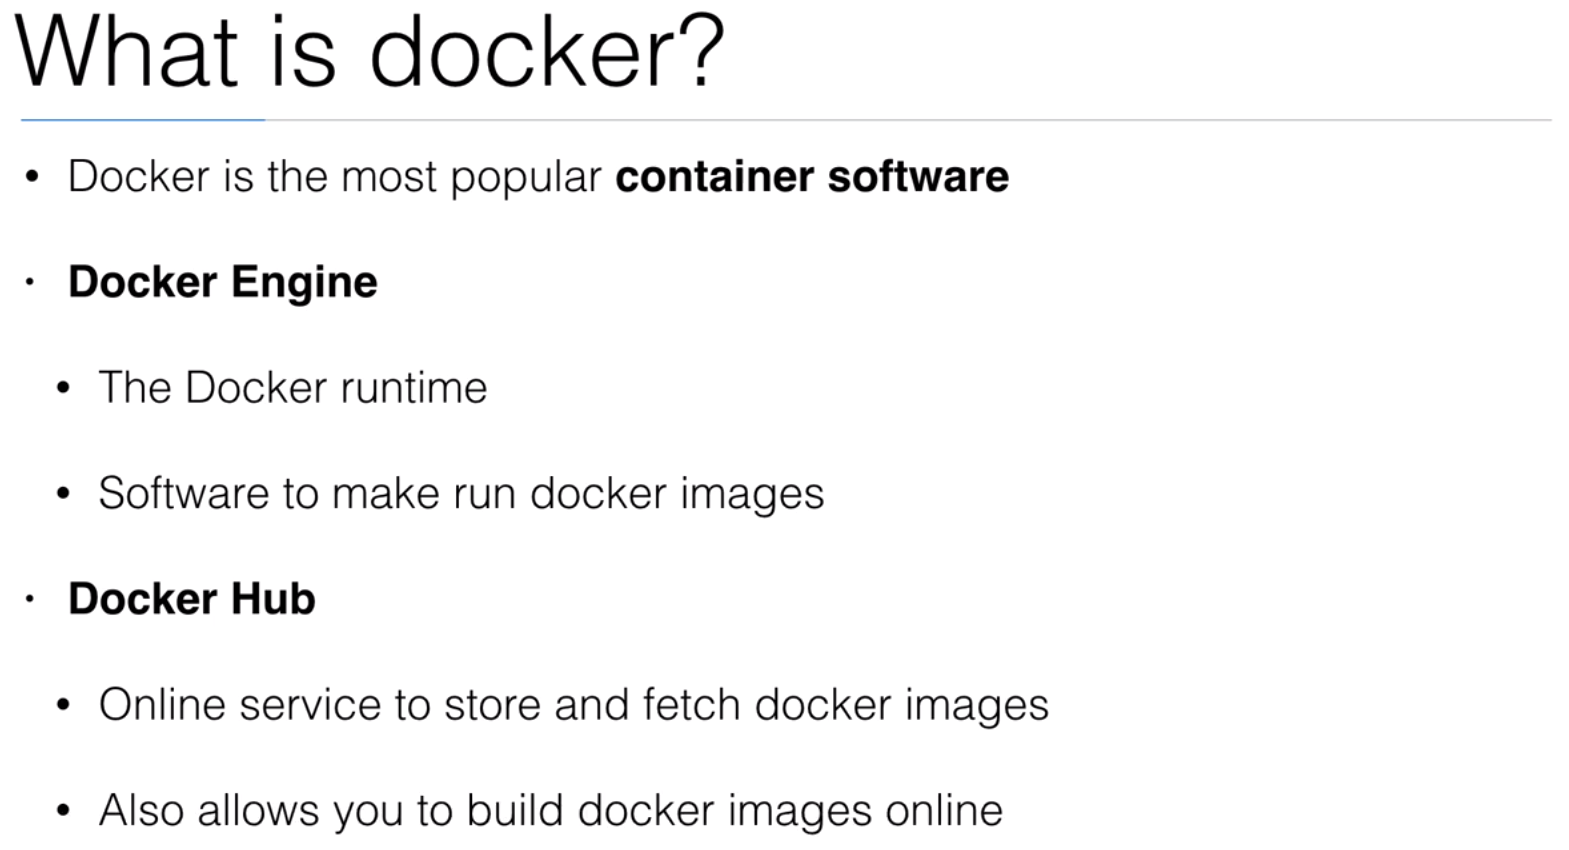 What is docker?
• Docker is the most popular container software
• Docker Engine
• The Docker runtime
• Software to make run docker images
• Docker Hub
• Online service to store and fetch docker images
• Also allows you to build docker images online